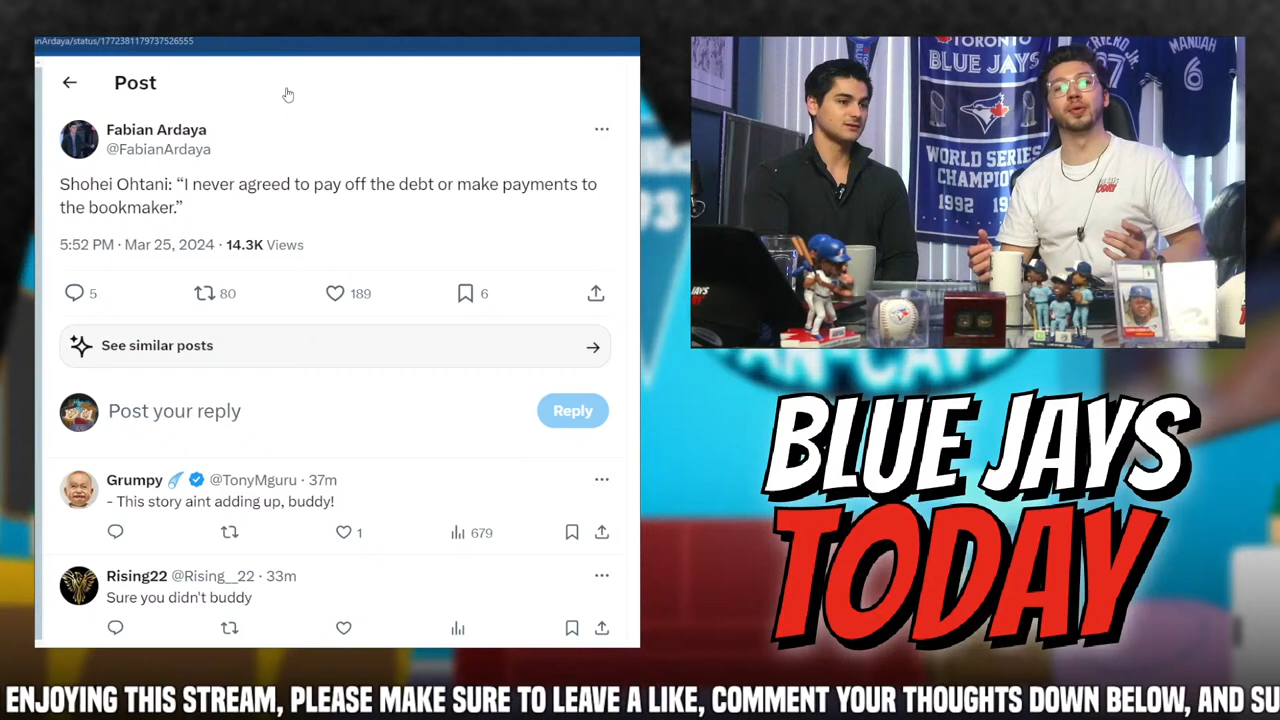 nArdaya/status/1772381179737526555
Post
Fabian Ardaya
@FabianArdaya
Shohei Ohtani: “I never agreed to pay off the debt or make payments to
the bookmaker.”
5:52 PM · Mar 25, 2024 · 14.3K Views
5 80 189 6
See similar posts
Post your reply
Reply
Grumpy @TonyMguru · 37m
- This story aint adding up, buddy!
1 679
Rising22 @Rising__22 · 33m
Sure you didn't buddy
TORONTO
BLUE JAYS
WORLD SERIES
CHAMPIO
1992
MANOAH
6
TODAY
BLUE JAYS
TODAY
ENJOYING THIS STREAM, PLEASE MAKE SURE TO LEAVE A LIKE, COMMENT YOUR THOUGHTS DOWN BELOW, AND SU